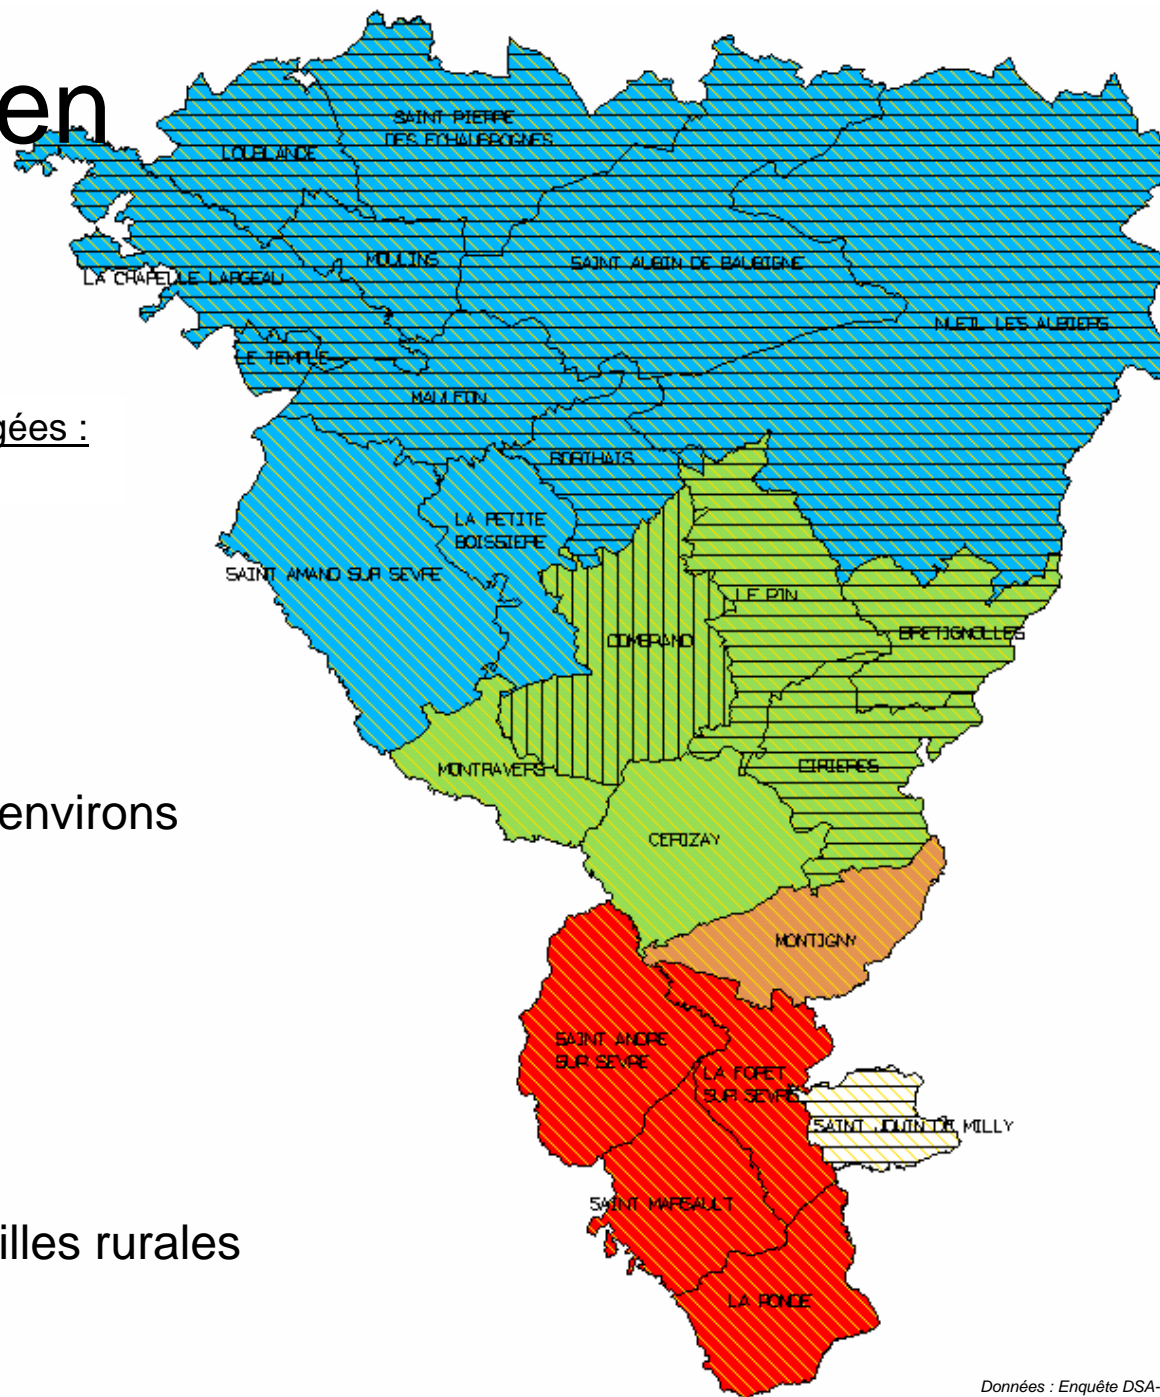 en
SAINT PIERRE
DES ECHAUBROGNES
LOUBLANDE
MOULINS
SAINT AUBIN DE BAUBIGNE
LA CHAPELLE LARGEAU
NUEIL LES AUBIERS
LE TEMPLE
MAULEON
gées :
RORTHAIS
LA PETITE
BOISSIERE
SAINT AMAND SUR SEVRE
LE PIN
COMBRAND
BRETIGNOLLES
MONTRAVERS
CIRIERES
environs
CERIZAY
MONTIGNY
SAINT ANDRE
SUR SEVRE
LA FORET
SUR SEVRE
SAINT JOUIN DE MILLY
SAINT MARSAULT
illes rurales
LA RONDE
Données : Enquête DSA-